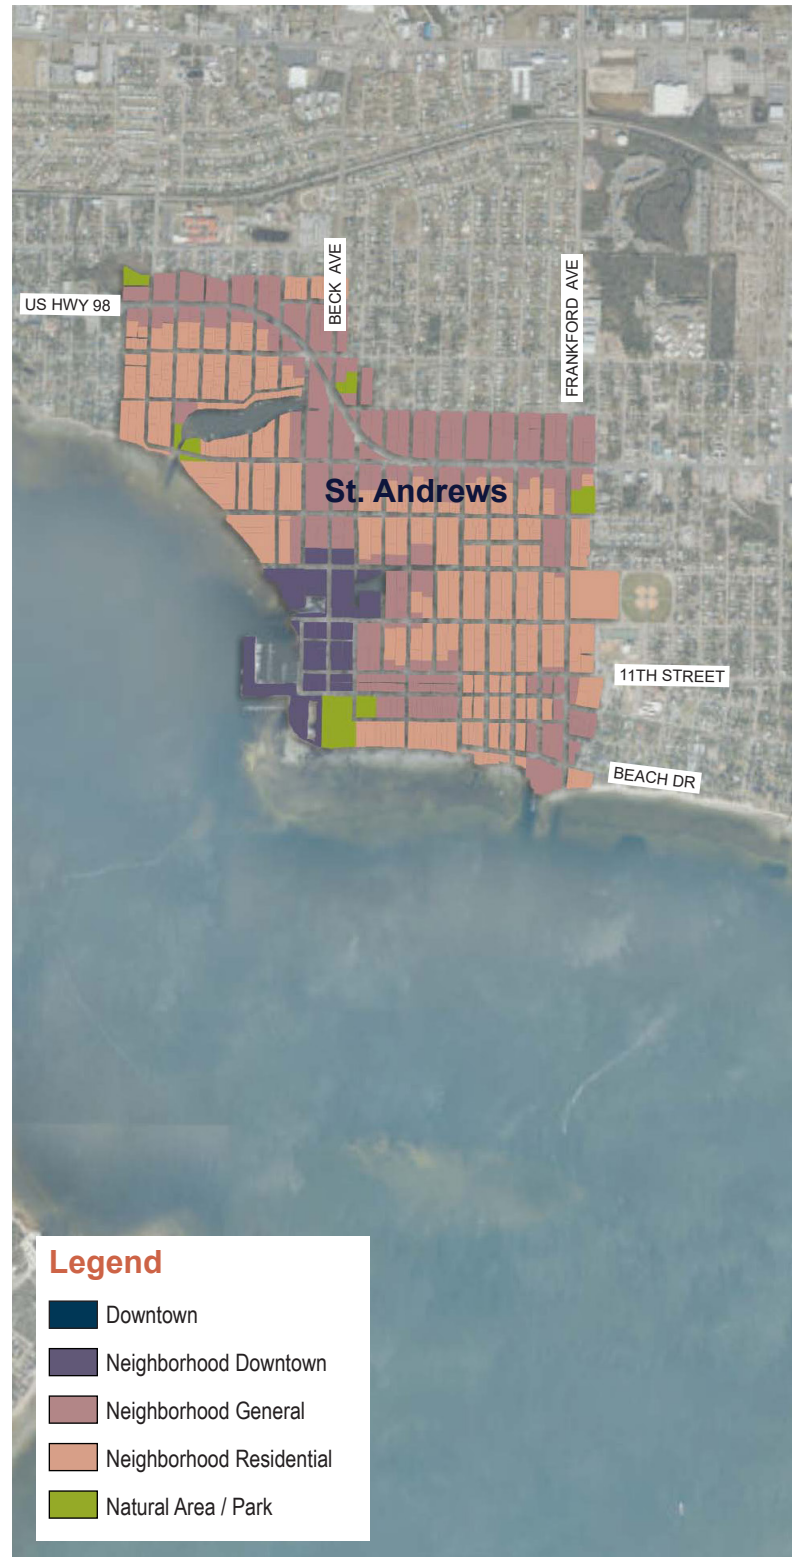 BECK AVE
FRANKFORD AVE
US HWY 98
St. Andrews
11TH STREET
BEACH DR
Legend
Downtown
Neighborhood Downtown
Neighborhood General
Neighborhood Residential
Natural Area / Park